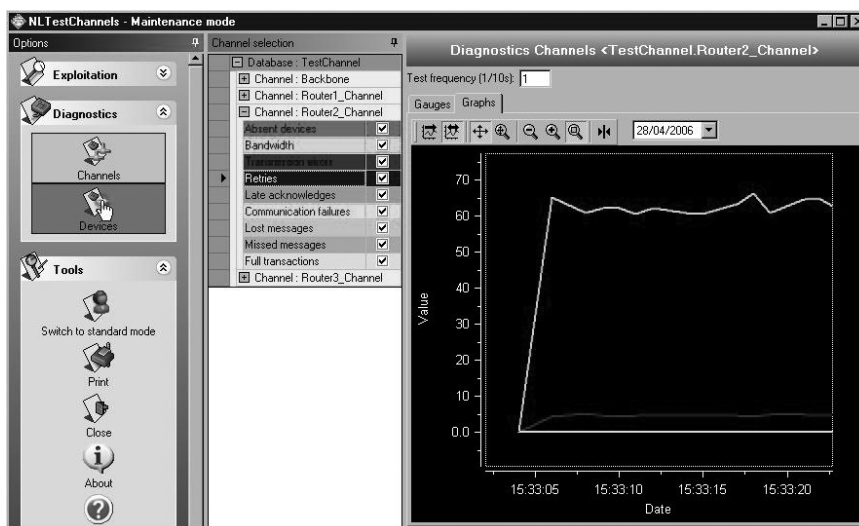 NLTestChannels - Maintenance mode
Options
Exploitation
Diagnostics
Channels
Devices
Tools
Switch to standard mode
Print
Close
About
Channel selection
Database : TestChannel
Channel : Backbone
Channel : Router1_Channel
Channel : Router2_Channel
Absent devices
Bandwidth
Transmission errors
Retries
Late acknowledges
Communication failures
Lost messages
Missed messages
Full transactions
Channel : Router3_Channel
Diagnostics Channels <TestChannel.Router2_Channel>
Test frequency (1/10s): 1
Gauges Graphs
28/04/2006
70
60
50
40
30
20
10
0.0
Value
15:33:05 15:33:10 15:33:15 15:33:20
Date